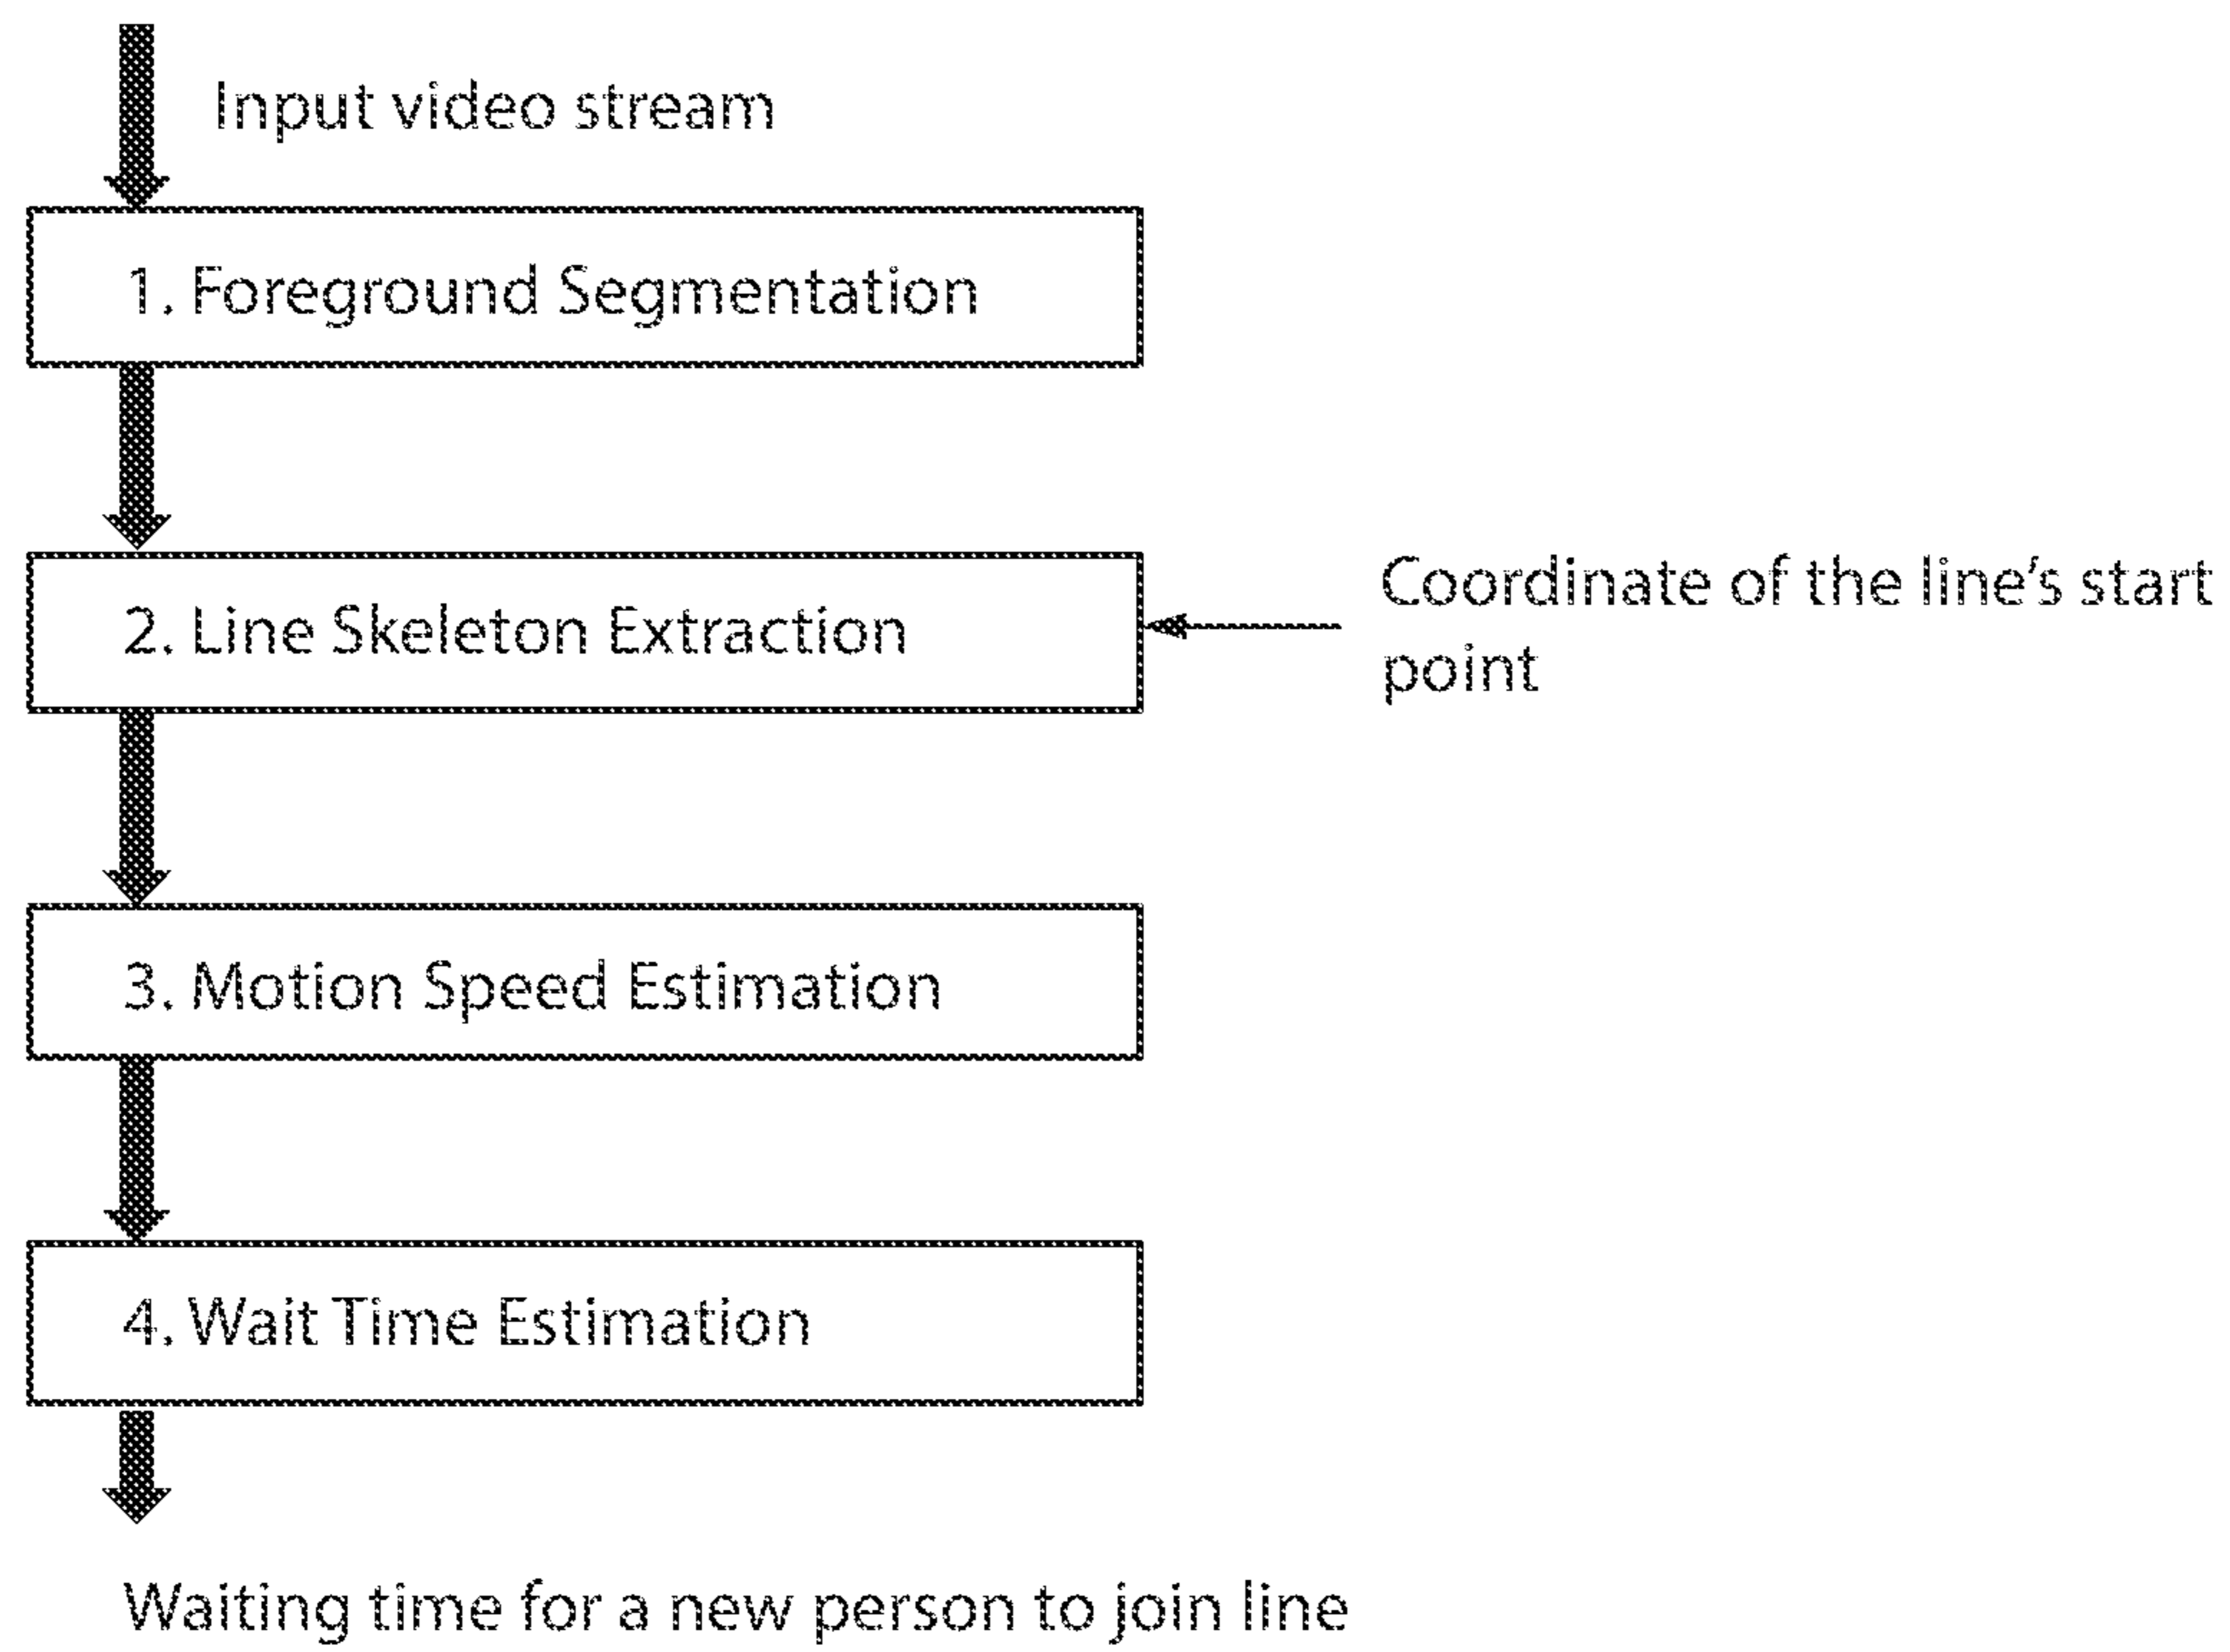 Input video stream
1. Foreground Segmentation
2. Line Skeleton Extraction
Coordinate of the line’s start
point
3. Motion Speed Estimation
4. Wait Time Estimation
Waiting time for a new person to join line